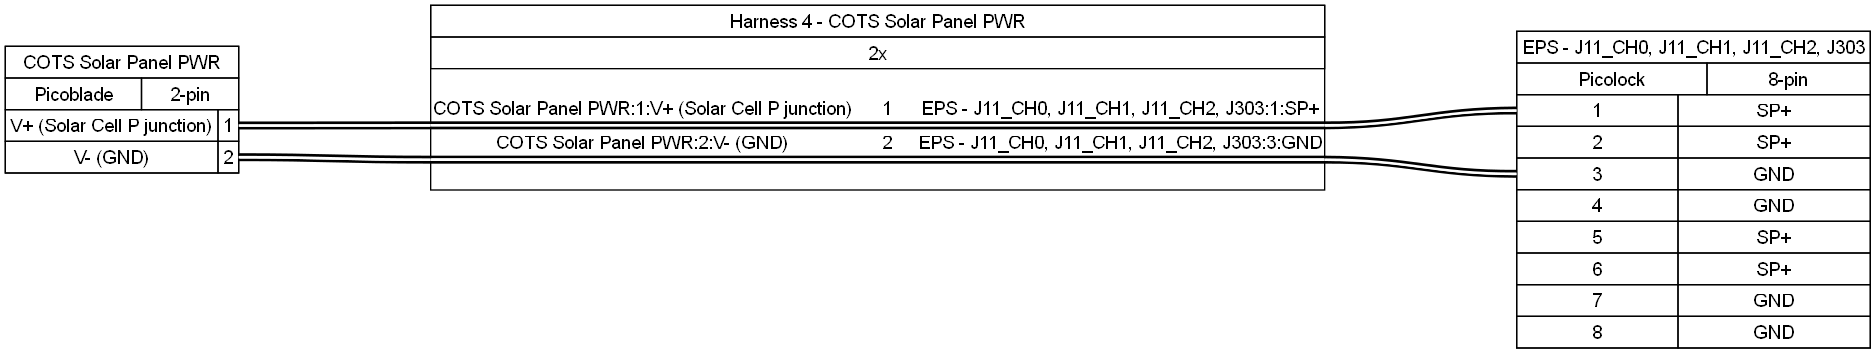 COTS Solar Panel PWR
Picoblade 2-pin
V+ (Solar Cell P junction) 1
V- (GND) 2
Harness 4 - COTS Solar Panel PWR
2x
COTS Solar Panel PWR:1:V+ (Solar Cell P junction) 1 EPS - J11_CH0, J11_CH1, J11_CH2, J303:1:SP+
COTS Solar Panel PWR:2:V- (GND) 2 EPS - J11_CH0, J11_CH1, J11_CH2, J303:3:GND
EPS - J11_CH0, J11_CH1, J11_CH2, J303
Picolock 8-pin
1 SP+
2 SP+
3 GND
4 GND
5 SP+
6 SP+
7 GND
8 GND